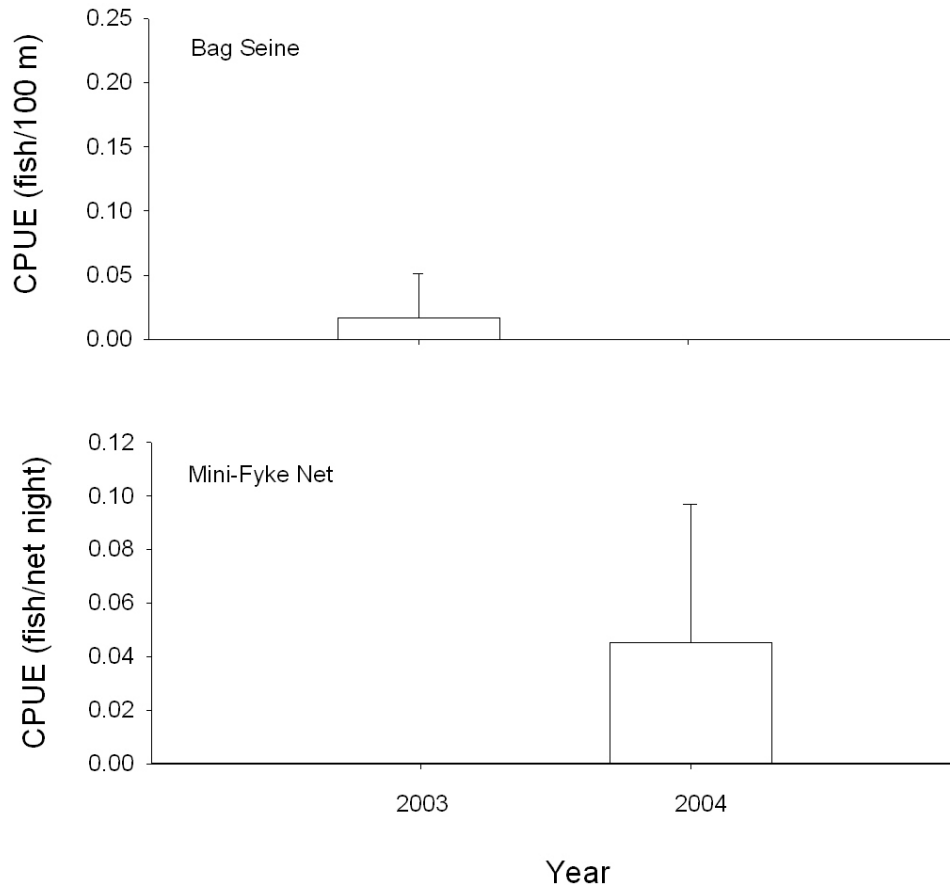 CPUE (fish/100 m)
0.25
0.20
0.15
0.10
0.05
0.00
Bag Seine
CPUE (fish/net night)
0.12
0.10
0.08
0.06
0.04
0.02
0.00
Mini-Fyke Net
2003 2004
Year